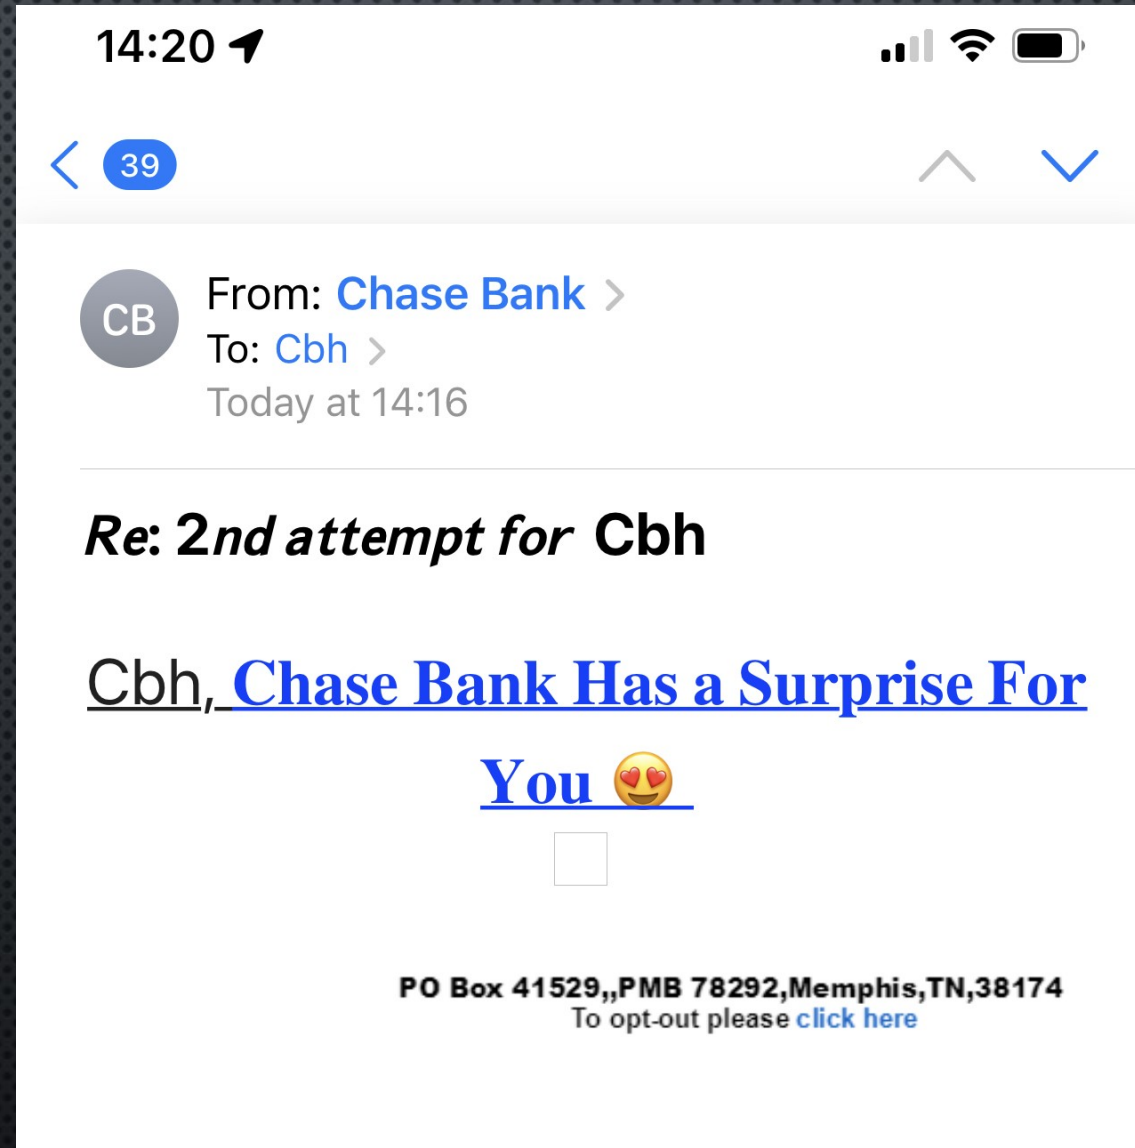 14:20
39
CB
From: Chase Bank
To: Cbh
Today at 14:16
Re: 2nd attempt for Cbh
Cbh, Chase Bank Has a Surprise For
You 😍
PO Box 41529,,PMB 78292,Memphis,TN,38174
To opt-out please click here